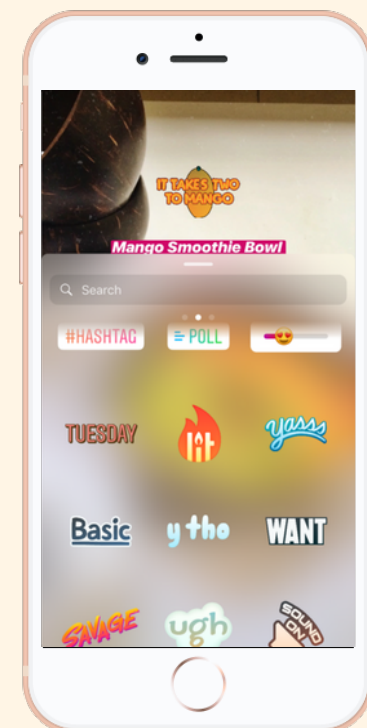 IT TAKES TWO
TO MANGO
Mango Smoothie Bowl
Search
#HASHTAG
POLL
TUESDAY
lit
yasss
Basic
y tho
WANT
SAVAGE
ugh
SOUND
ON